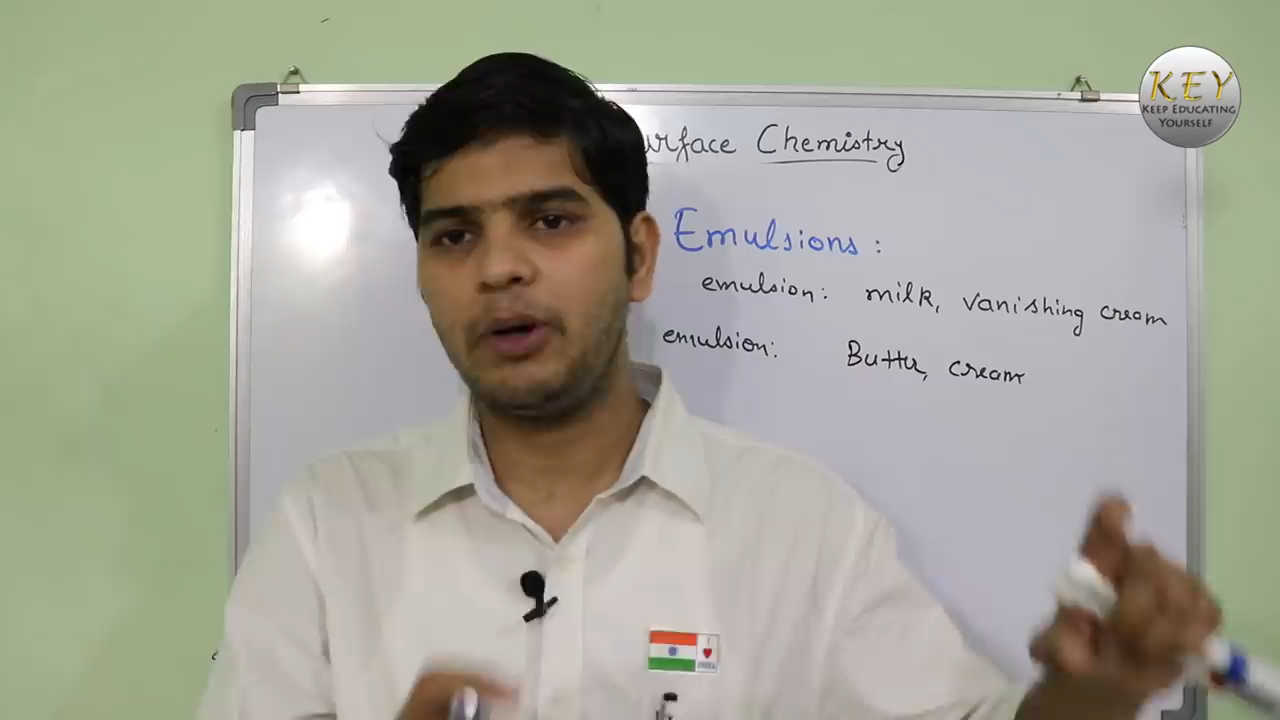 KEY
KEEP EDUCATING
YOURSELF
urface Chemistry
Emulsions :
emulsion: milk, vanishing cream
emulsion: Butter, cream
I